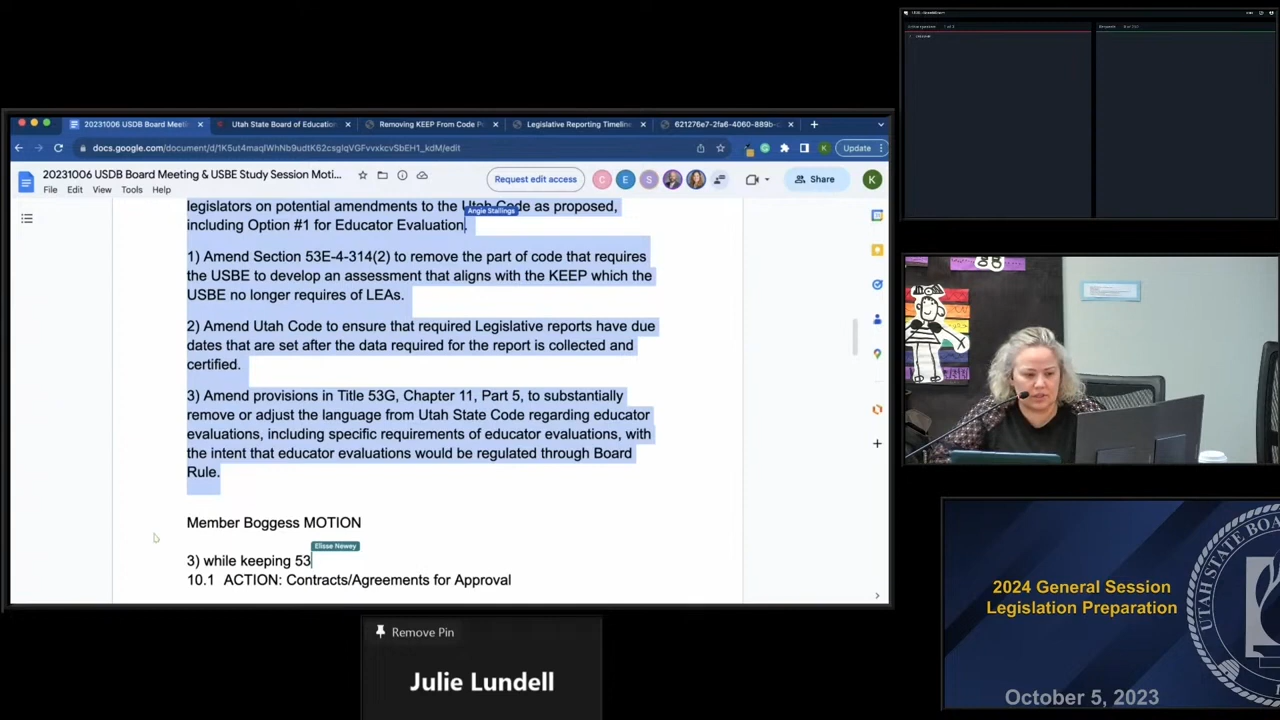 20231006 USDB Board Meeti
Utah State Board of Education
Removing KEEP From Code P
Legislative Reporting Timeline
621276e7-2fa6-4060-889b-
docs.google.com/document/d/1K5ut4maqlWhNb9udtK62csglqVGFvvxkcvSbEH1_kdM/edit
Update
20231006 USDB Board Meeting & USBE Study Session Moti...
File Edit View Tools Help
Request edit access
C
E
S
Share
K
legislators on potential amendments to the Utah Code as proposed,
Angie Stallings
including Option #1 for Educator Evaluation.
1) Amend Section 53E-4-314(2) to remove the part of code that requires
the USBE to develop an assessment that aligns with the KEEP which the
USBE no longer requires of LEAs.
2) Amend Utah Code to ensure that required Legislative reports have due
dates that are set after the data required for the report is collected and
certified.
3) Amend provisions in Title 53G, Chapter 11, Part 5, to substantially
remove or adjust the language from Utah State Code regarding educator
evaluations, including specific requirements of educator evaluations, with
the intent that educator evaluations would be regulated through Board
Rule.
Member Boggess MOTION
Elisse Newey
3) while keeping 53
10.1 ACTION: Contracts/Agreements for Approval
Remove Pin
Julie Lundell
2024 General Session
Legislation Preparation
October 5, 2023
UTAH STATE BOA